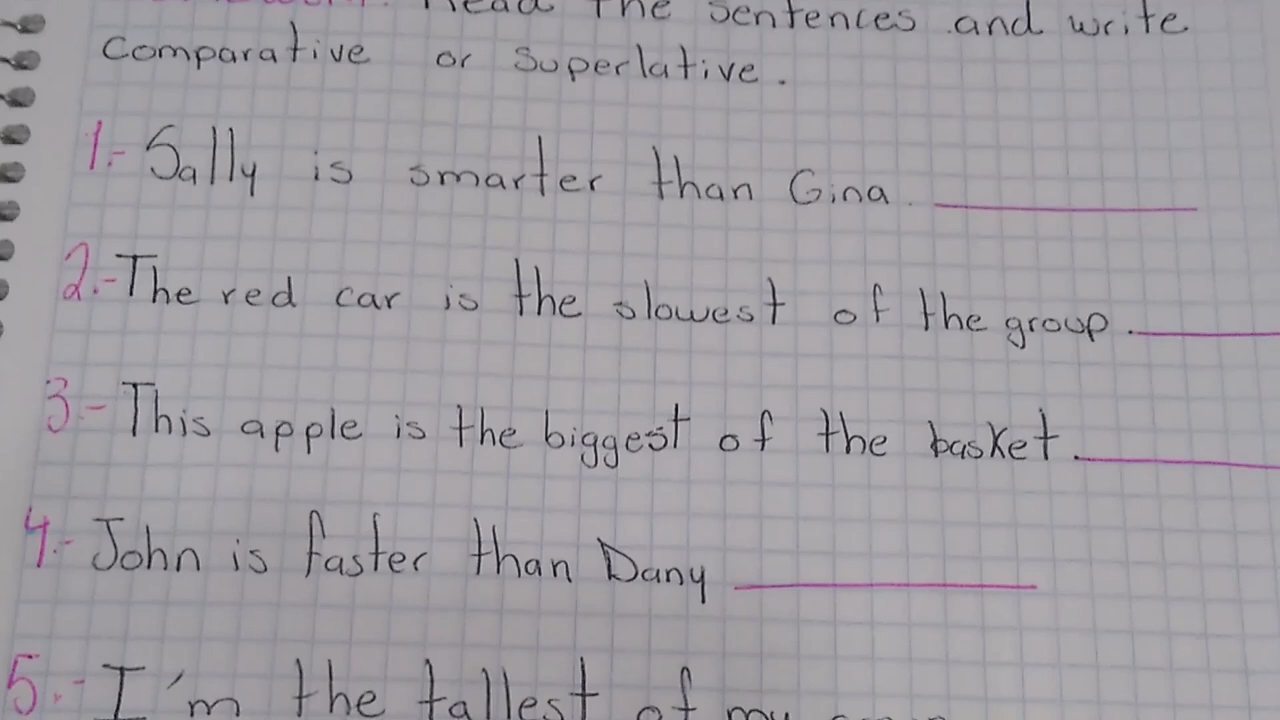 Read the sentences and write
comparative or superlative.
1.- Sally is smarter than Gina.
2.- The red car is the slowest of the group.
3.- This apple is the biggest of the basket.
4.- John is faster than Dany
5.- I'm the tallest of my